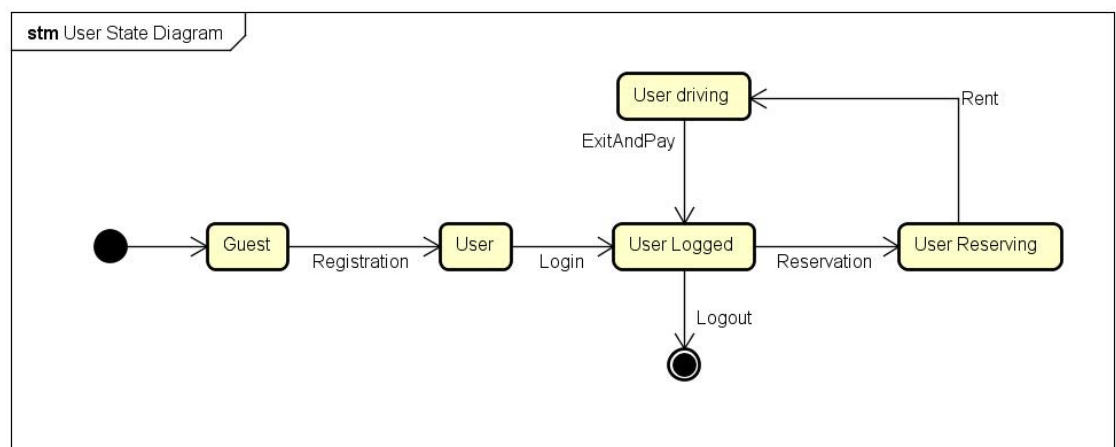 stm User State Diagram
User driving
Rent
ExitAndPay
Guest
Registration
User
Login
User Logged
Reservation
User Reserving
Logout